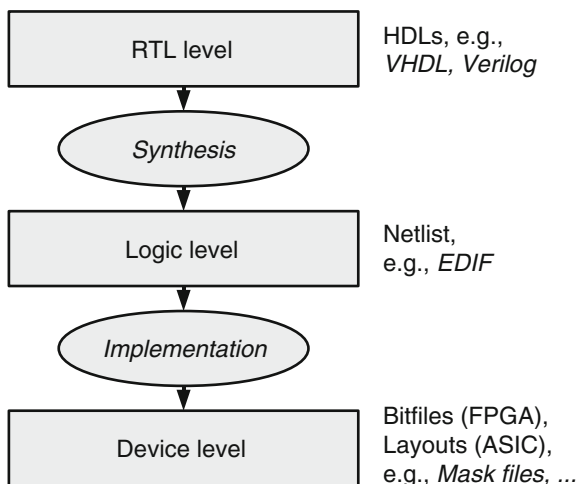 RTL level
HDLs, e.g.,
VHDL, Verilog
Synthesis
Logic level
Netlist,
e.g., EDIF
Implementation
Device level
Bitfiles (FPGA),
Layouts (ASIC),
e.g., Mask files, ...